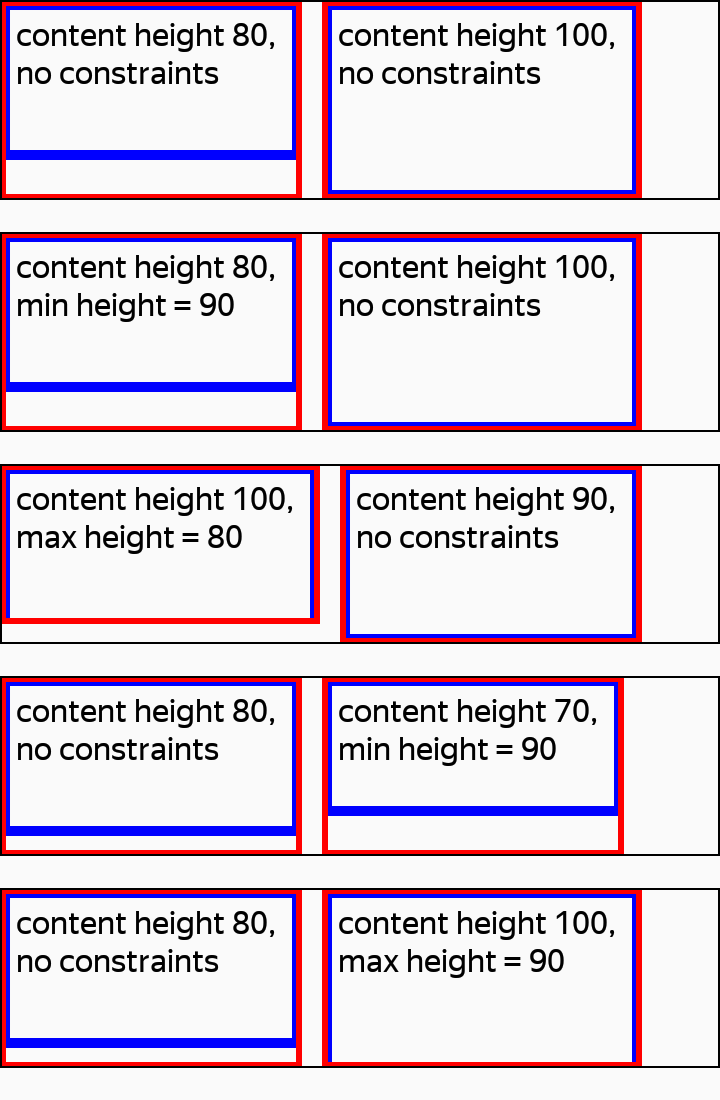 content height 80,
no constraints
content height 100,
no constraints
content height 80,
min height = 90
content height 100,
no constraints
content height 100,
max height = 80
content height 90,
no constraints
content height 80,
no constraints
content height 70,
min height = 90
content height 80,
no constraints
content height 100,
max height = 90